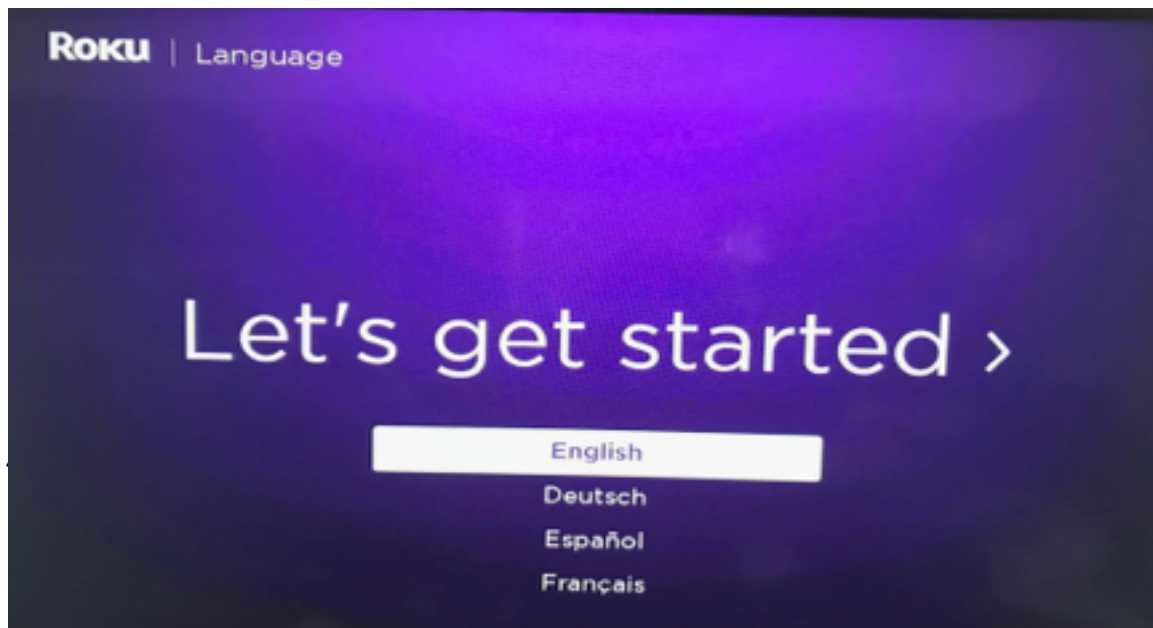 Roku | Language
Let's get started >
English
Deutsch
Español
Français